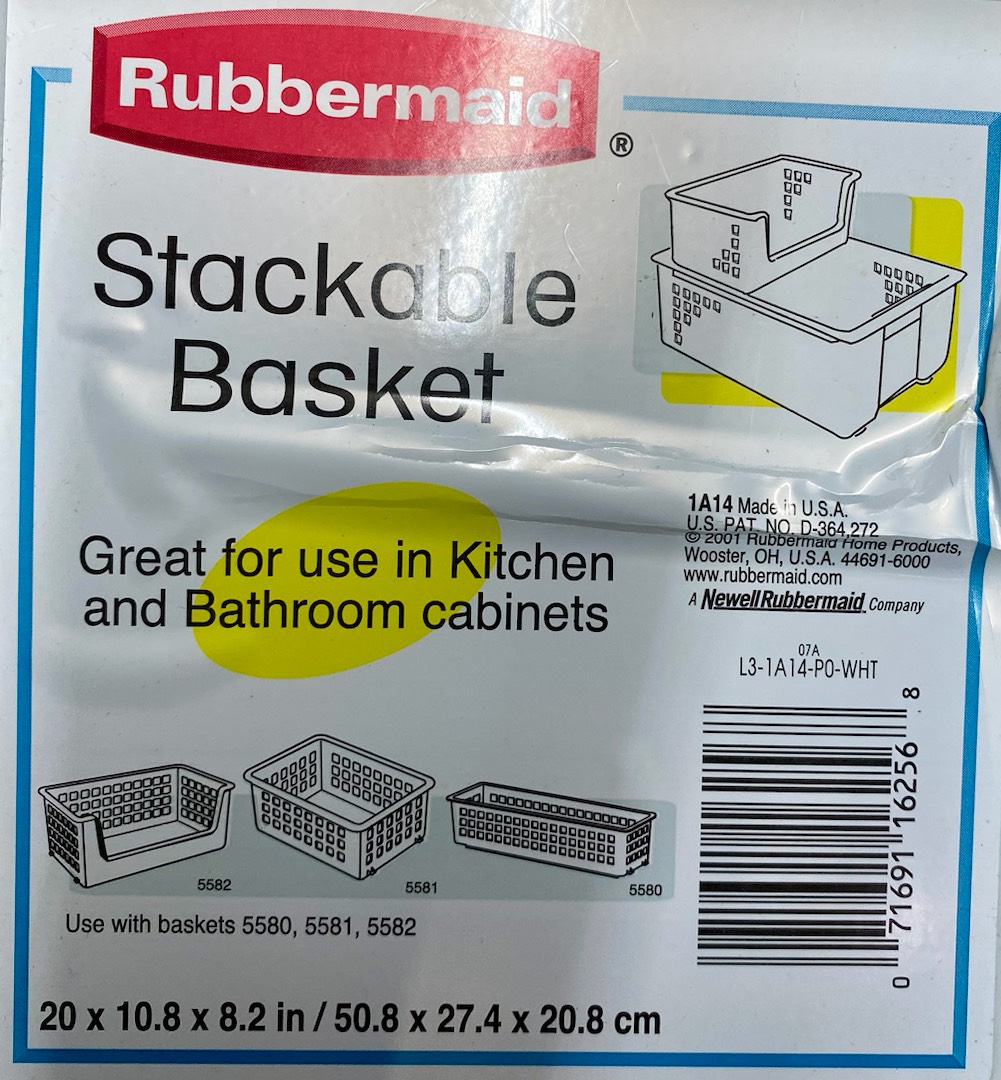 Rubbermaid®
Stackable
Basket
1A14 Made in U.S.A.
U.S. PAT. NO. D-364,272
© 2001 Rubbermaid Home Products,
Wooster, OH, U.S.A. 44691-6000
www.rubbermaid.com
A NewellRubbermaid Company
Great for use in Kitchen
and Bathroom cabinets
07A
L3-1A14-P0-WHT
0 71691 16256 8
5582
5581
5580
Use with baskets 5580, 5581, 5582
20 x 10.8 x 8.2 in / 50.8 x 27.4 x 20.8 cm